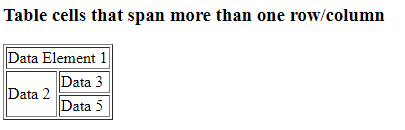 Table cells that span more than one row/column
Data Element 1
Data 2
Data 3
Data 5